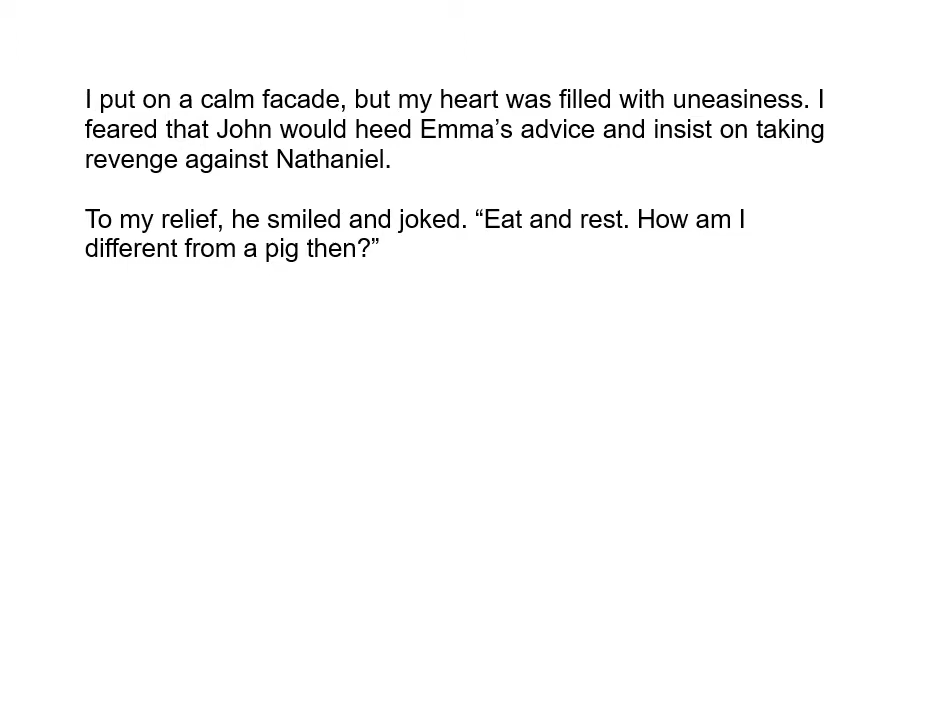 I put on a calm facade, but my heart was filled with uneasiness. I
feared that John would heed Emma’s advice and insist on taking
revenge against Nathaniel.
To my relief, he smiled and joked. “Eat and rest. How am I
different from a pig then?”